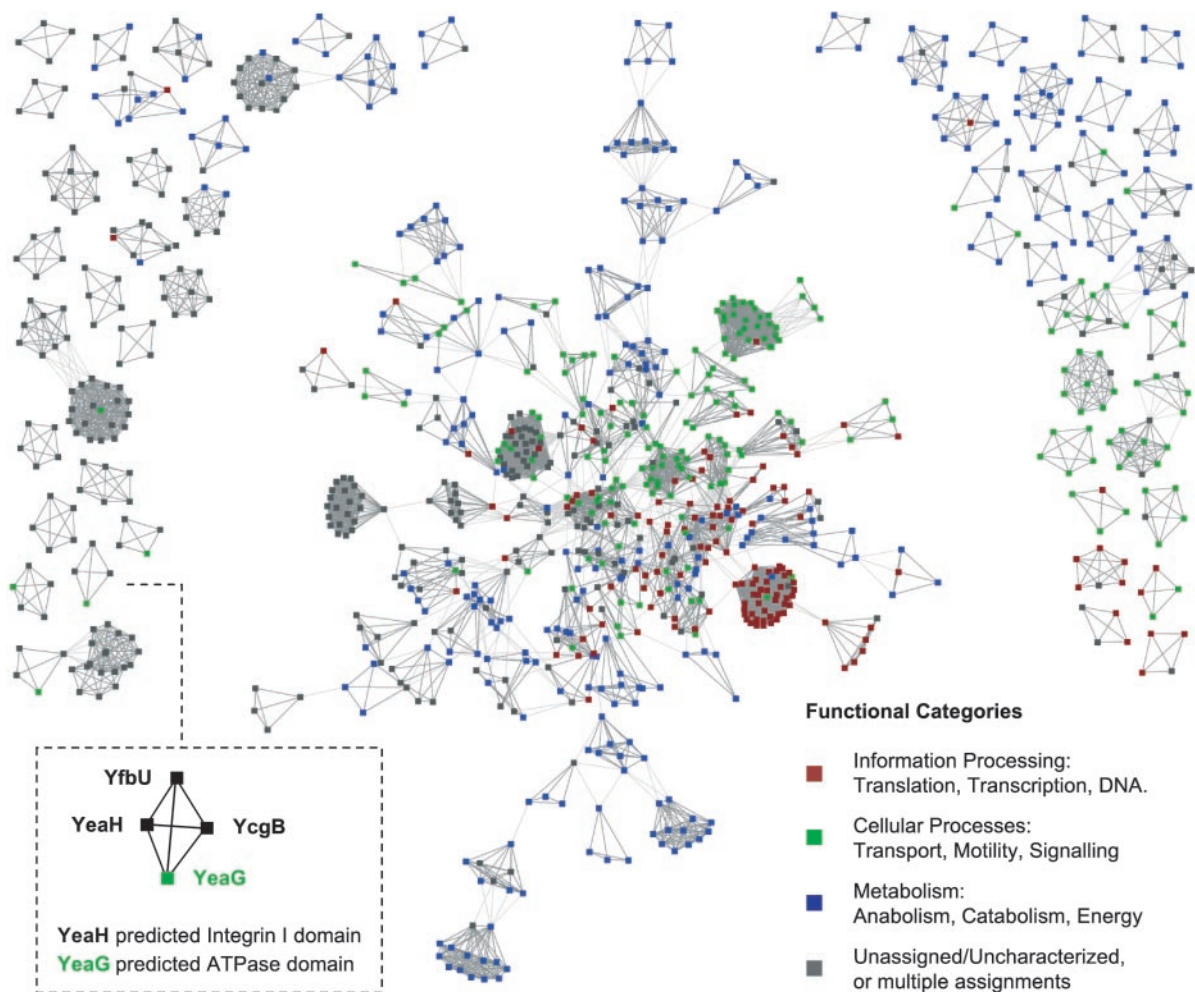 YfbU
YeaH
YcgB
YeaG
YeaH predicted Integrin I domain
YeaG predicted ATPase domain
Functional Categories
Information Processing:
Translation, Transcription, DNA.
Cellular Processes:
Transport, Motility, Signalling
Metabolism:
Anabolism, Catabolism, Energy
Unassigned/Uncharacterized,
or multiple assignments